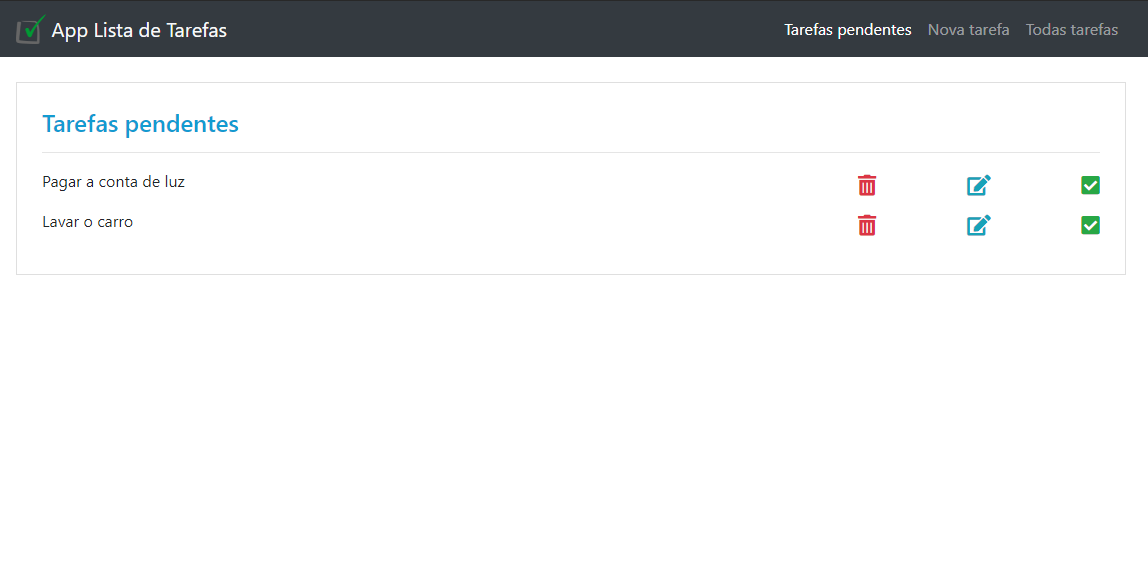 App Lista de Tarefas
Tarefas pendentes Nova tarefa Todas tarefas
Tarefas pendentes
Pagar a conta de luz
Lavar o carro